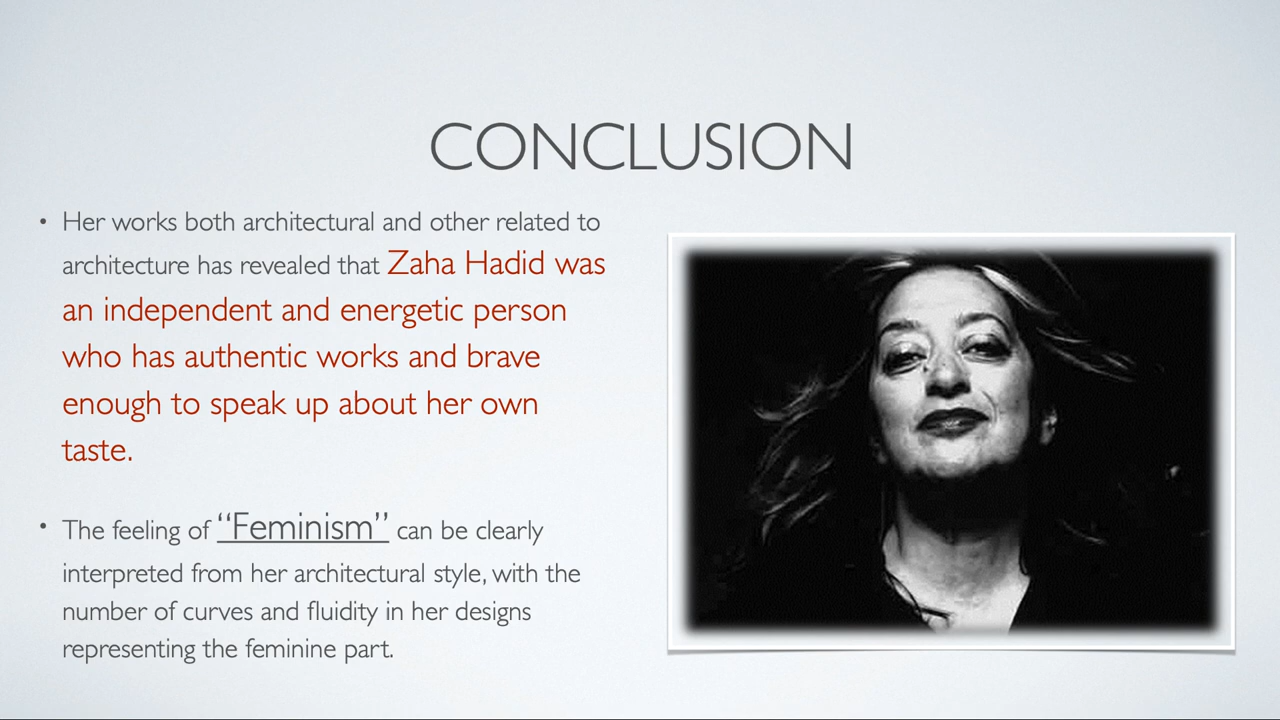 CONCLUSION
• Her works both architectural and other related to
architecture has revealed that Zaha Hadid was
an independent and energetic person
who has authentic works and brave
enough to speak up about her own
taste.
• The feeling of “Feminism” can be clearly
interpreted from her architectural style, with the
number of curves and fluidity in her designs
representing the feminine part.